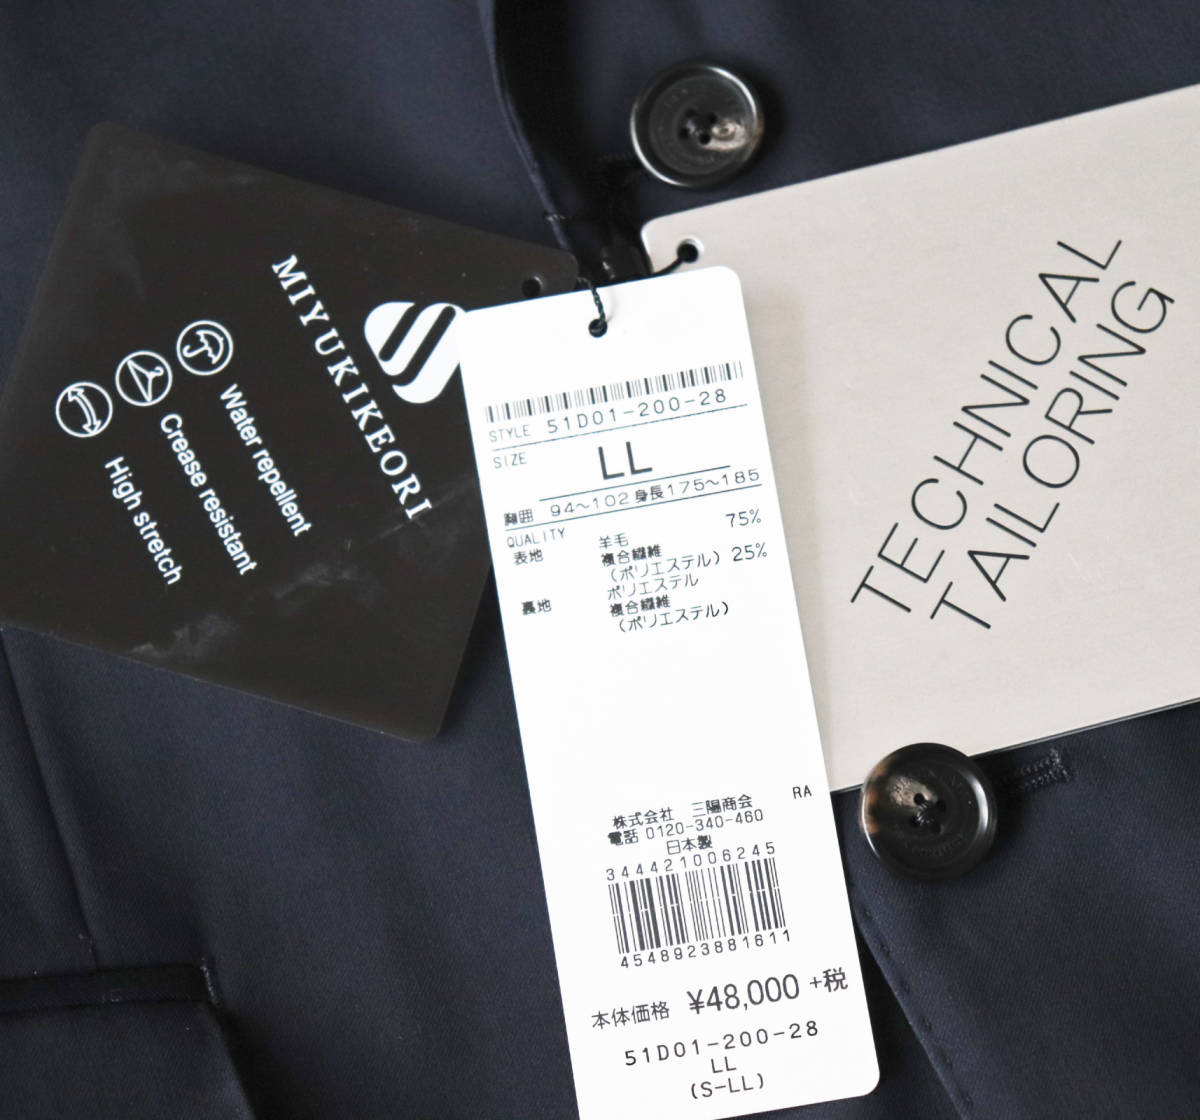 MIYUKIKEORI
Water repellent
Crease resistant
High stretch
STYLE 51D01-200-28
SIZE LL
胸囲 94〜102 身長175〜185
QUALITY
表地 羊毛 75%
複合繊維
(ポリエステル) 25%
ポリエステル
裏地 複合繊維
(ポリエステル)
RA
株式会社 三陽商会
電話 0120-340-460
日本製
344421006245
4548923881611
本体価格 ¥48,000 +税
51D01-200-28
LL
(S-LL)
TECHNICAL
TAILORING